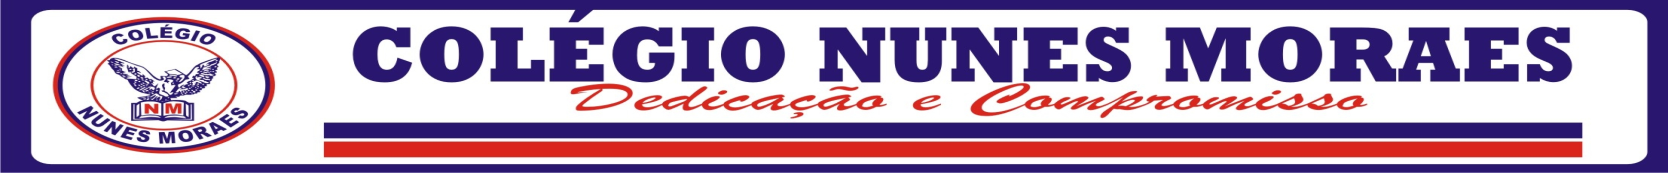 COLÉGIO
NM
NUNES MORAES
COLÉGIO NUNES MORAES
Dedicação e Compromisso